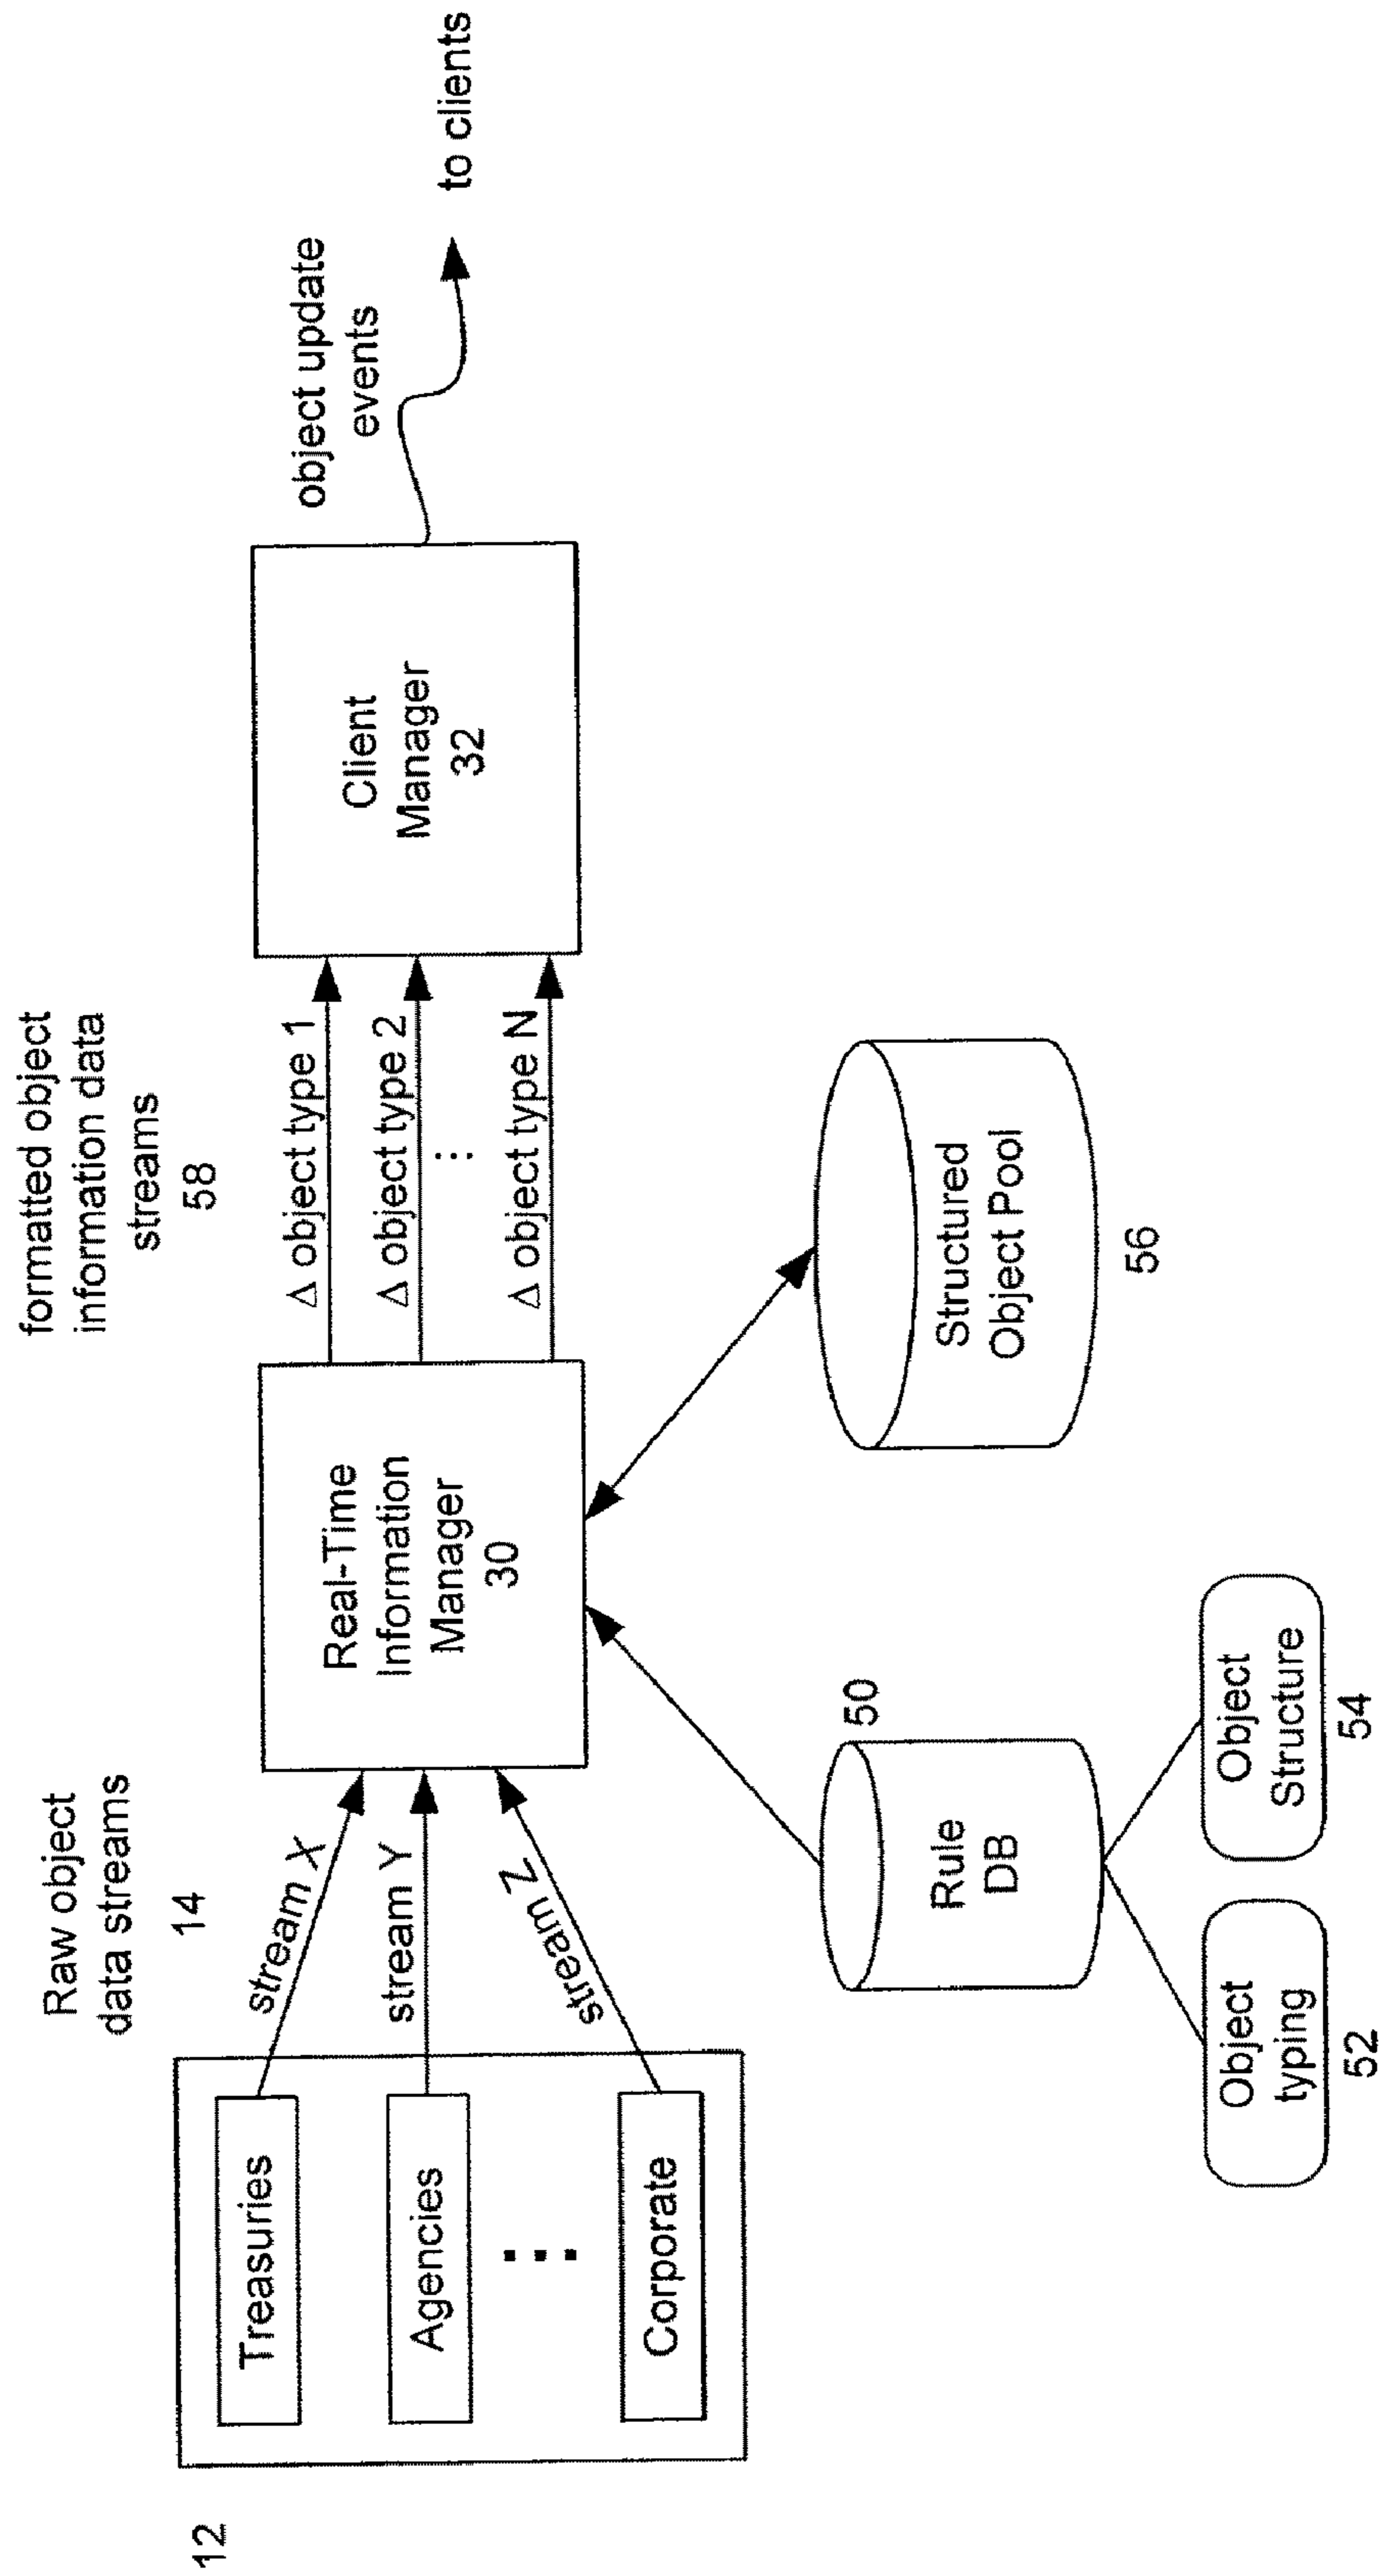 12
Treasuries
Agencies
⋮
Corporate
Raw object
data streams
14
stream X
stream Y
stream Z
Real-Time
Information
Manager
30
formatted object
information data
streams
58
Δ object type 1
Δ object type 2
⋮
Δ object type N
Client
Manager
32
object update
events
to clients
Rule
DB
50
Object
typing
52
Object
Structure
54
Structured
Object Pool
56